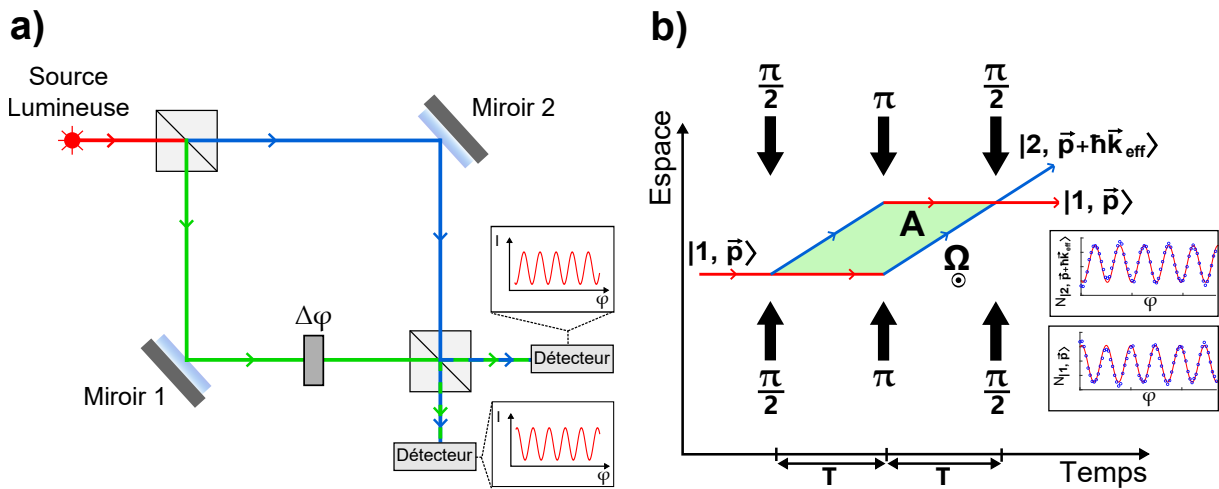 a)
Source
Lumineuse
Miroir 2
Miroir 1
Δφ
I
φ
Détecteur
I
φ
Détecteur
b)
Espace
π/2
π
π/2
|2, p⃗+ħk⃗eff⟩
|1, p⃗⟩
|1, p⃗⟩
A
Ω
π/2
π
π/2
N|2, p⃗+ħk⃗eff⟩
φ
N|1, p⃗⟩
φ
T
T
Temps